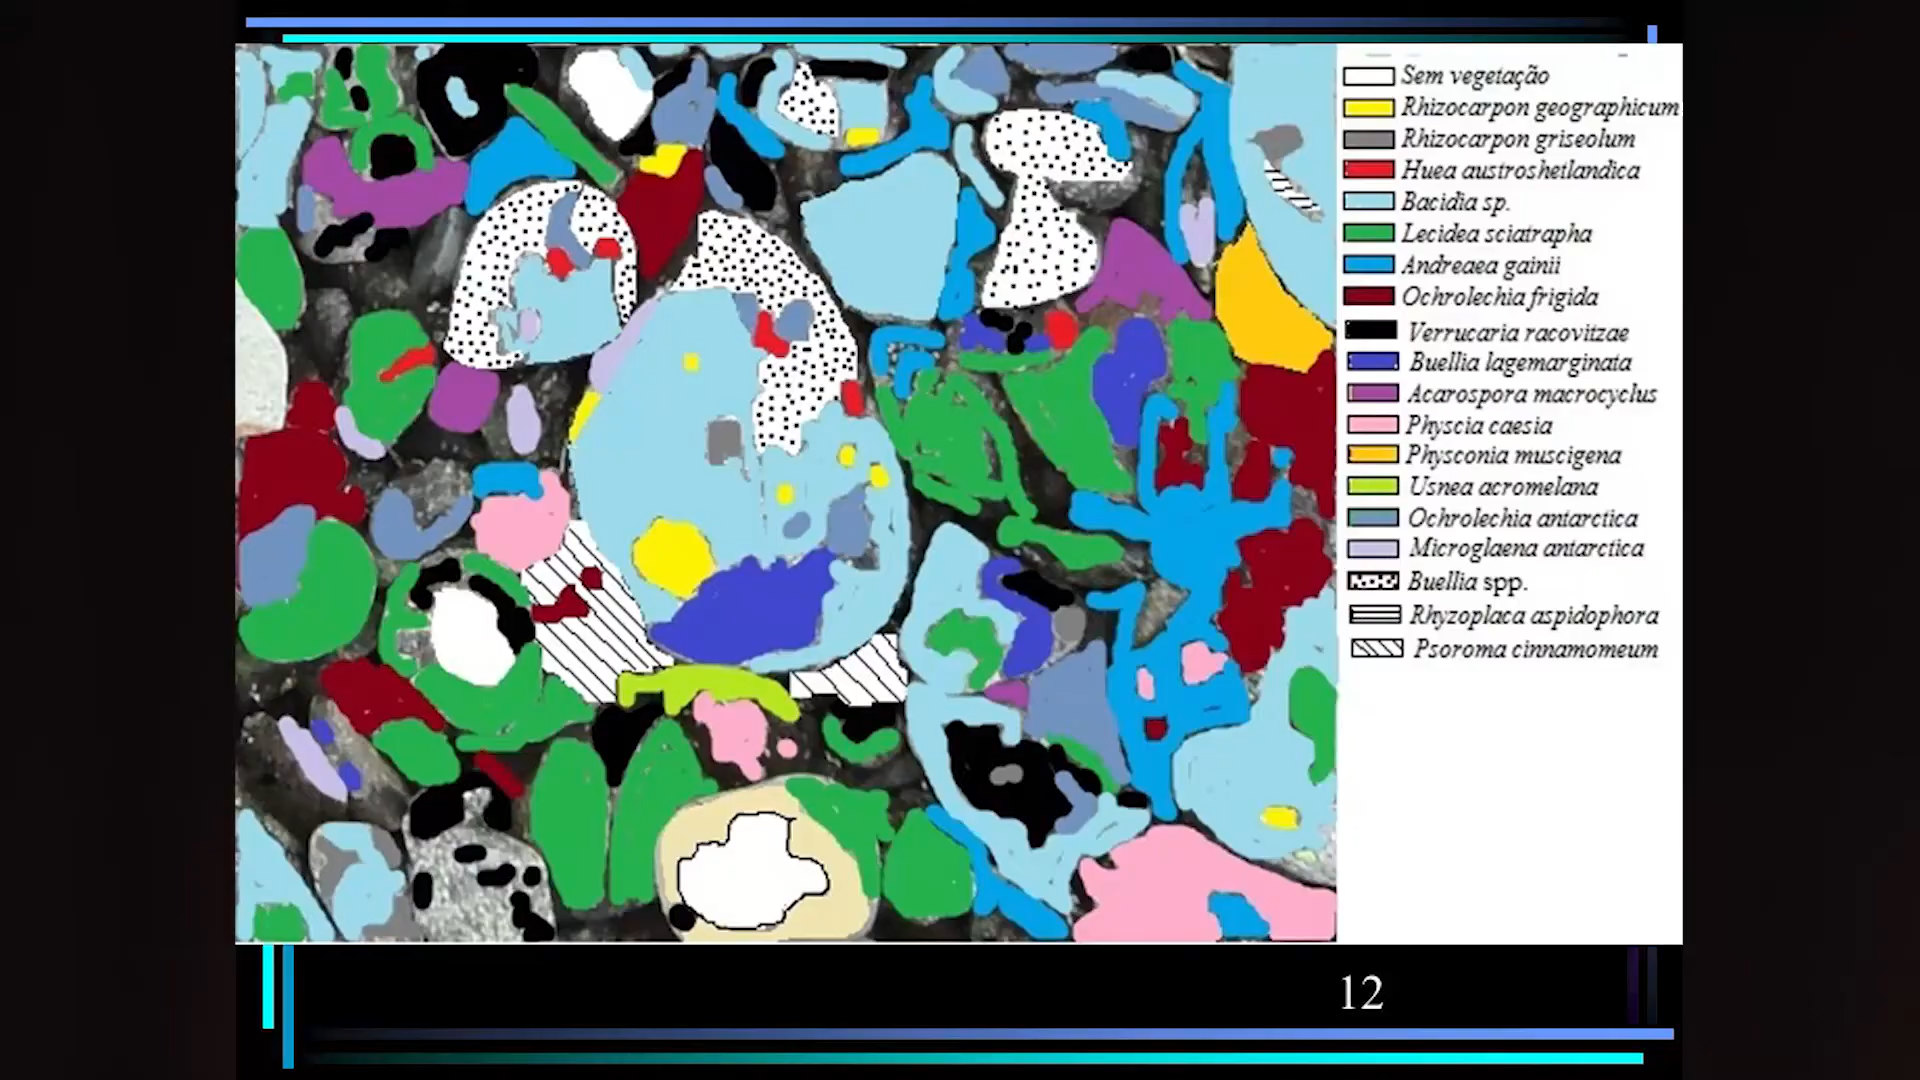 Sem vegetação
Rhizocarpon geographicum
Rhizocarpon griseolum
Huea austroshetlandica
Bacidia sp.
Lecidea sciatrapha
Andreaea gainii
Ochrolechia frigida
Verrucaria racovitzae
Buellia lagemarginata
Acarospora macrocyclus
Physcia caesia
Physconia muscigena
Usnea acromelana
Ochrolechia antarctica
Microglaena antarctica
Buellia spp.
Rhyzoplaca aspidophora
Psoroma cinnamomeum
12